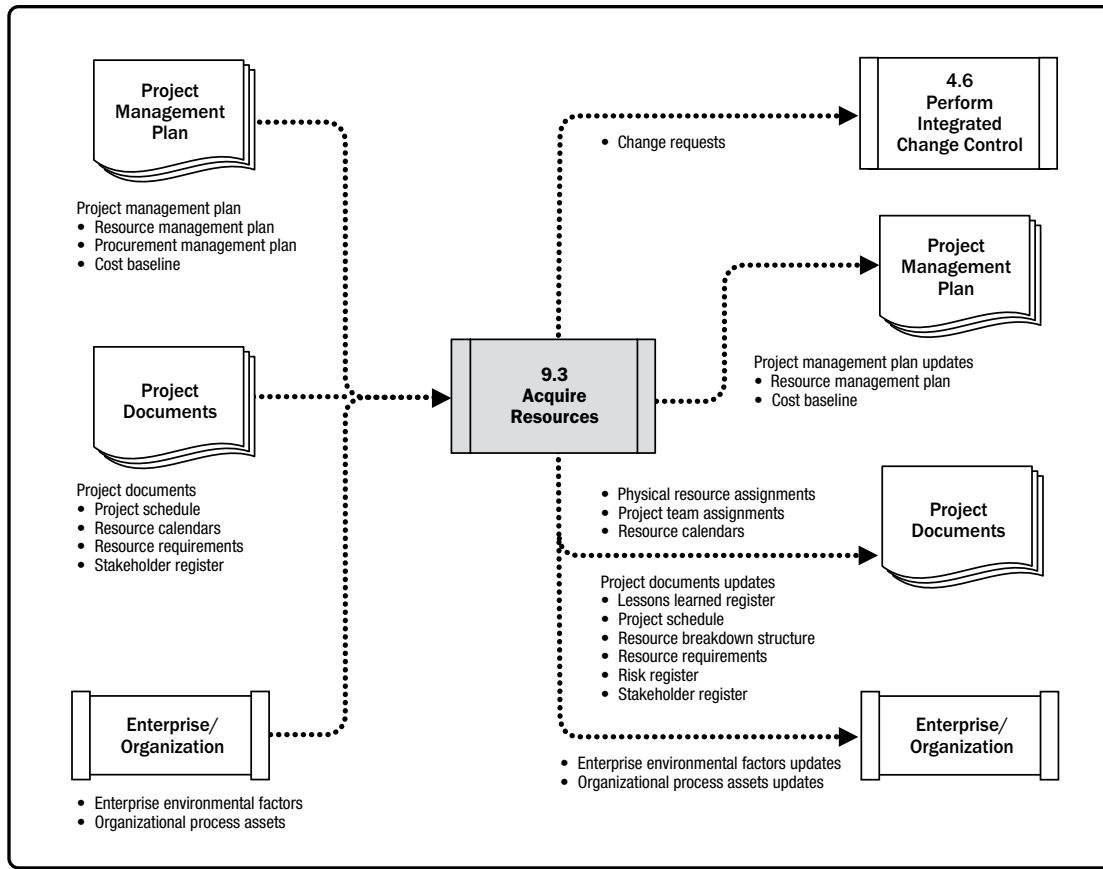 Project
Management
Plan
Project management plan
• Resource management plan
• Procurement management plan
• Cost baseline
Project
Documents
Project documents
• Project schedule
• Resource calendars
• Resource requirements
• Stakeholder register
Enterprise/
Organization
• Enterprise environmental factors
• Organizational process assets
9.3
Acquire
Resources
• Change requests
4.6
Perform
Integrated
Change Control
Project
Management
Plan
Project management plan updates
• Resource management plan
• Cost baseline
• Physical resource assignments
• Project team assignments
• Resource calendars
Project
Documents
Project documents updates
• Lessons learned register
• Project schedule
• Resource breakdown structure
• Resource requirements
• Risk register
• Stakeholder register
Enterprise/
Organization
• Enterprise environmental factors updates
• Organizational process assets updates